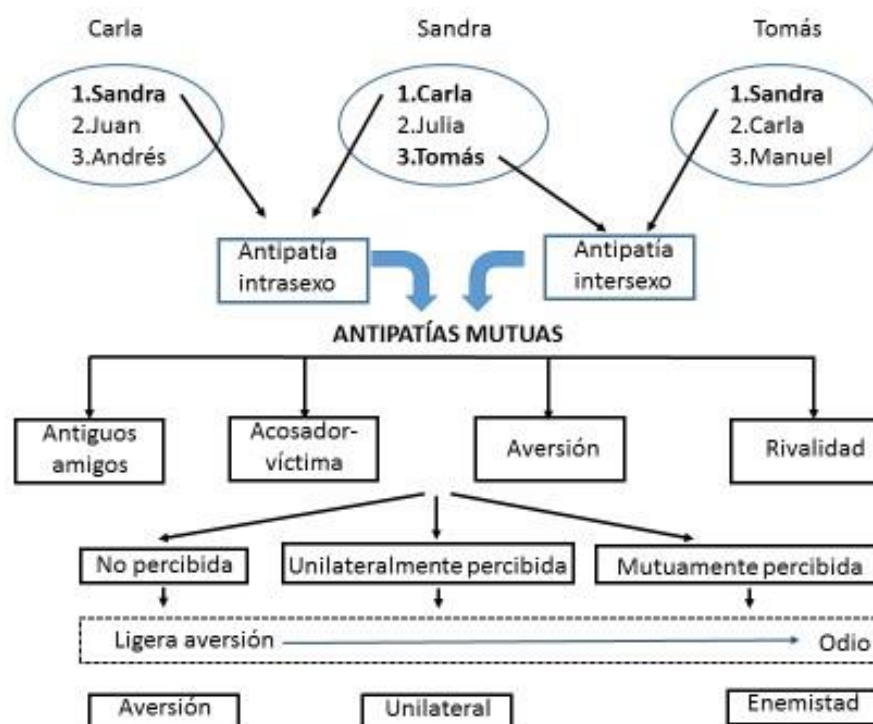 Carla
Sandra
Tomás
1.Sandra
2.Juan
3.Andrés
1.Carla
2.Julia
3.Tomás
1.Sandra
2.Carla
3.Manuel
Antipatía
intrasexo
Antipatía
intersexo
ANTIPATÍAS MUTUAS
Antiguos
amigos
Acosador-
víctima
Aversión
Rivalidad
No percibida
Unilateralmente percibida
Mutuamente percibida
Ligera aversión
Odio
Aversión
Unilateral
Enemistad